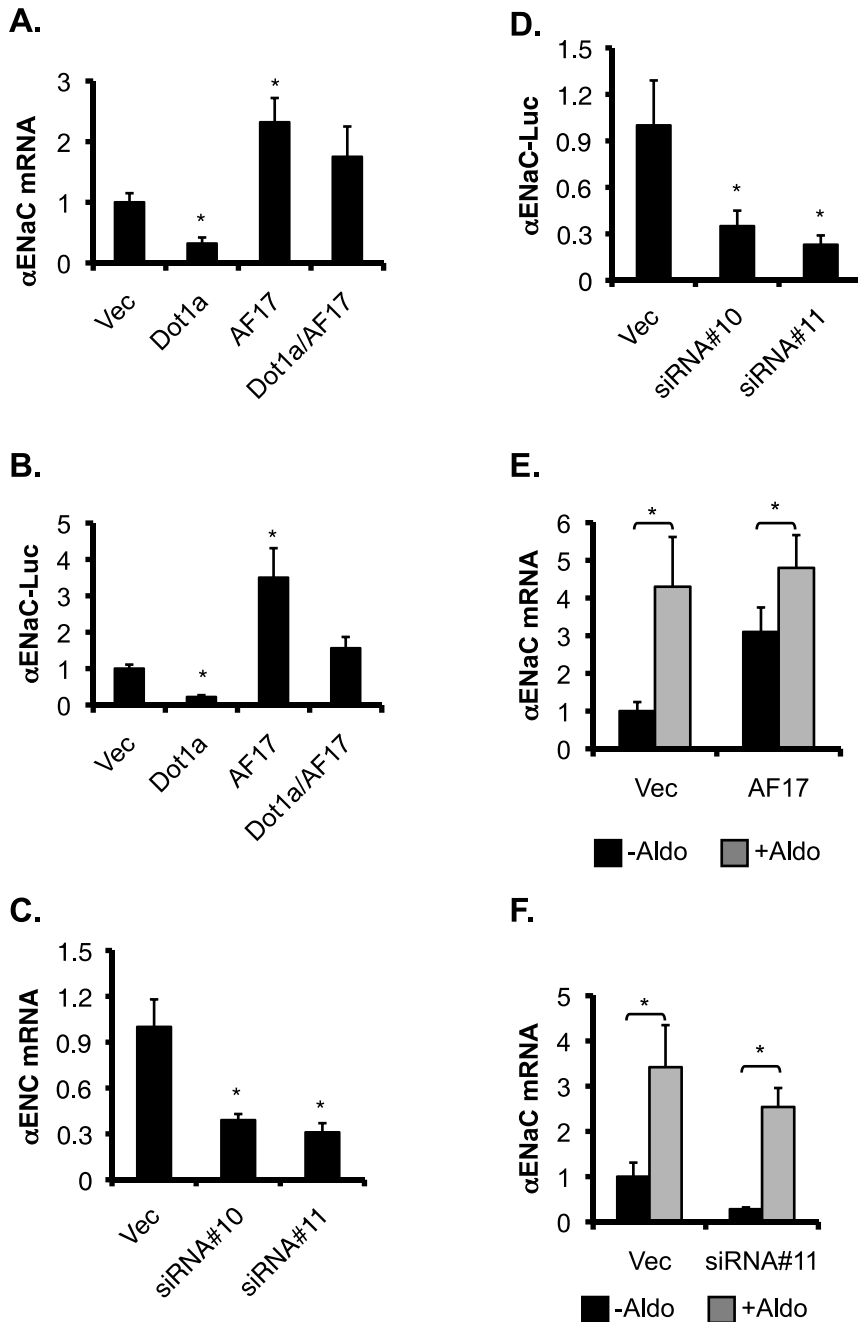 A.
αENaC mRNA
3
2
1
0
*
*
Vec
Dot1a
AF17
Dot1a/AF17
B.
αENaC-Luc
5
4
3
2
1
0
*
*
Vec
Dot1a
AF17
Dot1a/AF17
C.
αENC mRNA
1.5
1.2
0.9
0.6
0.3
0
*
*
Vec
siRNA#10
siRNA#11
D.
αENaC-Luc
1.5
1.2
0.9
0.6
0.3
0
*
*
Vec
siRNA#10
siRNA#11
E.
αENaC mRNA
6
5
4
3
2
1
0
*
*
Vec
AF17
-Aldo
+Aldo
F.
αENaC mRNA
5
4
3
2
1
0
*
*
Vec
siRNA#11
-Aldo
+Aldo